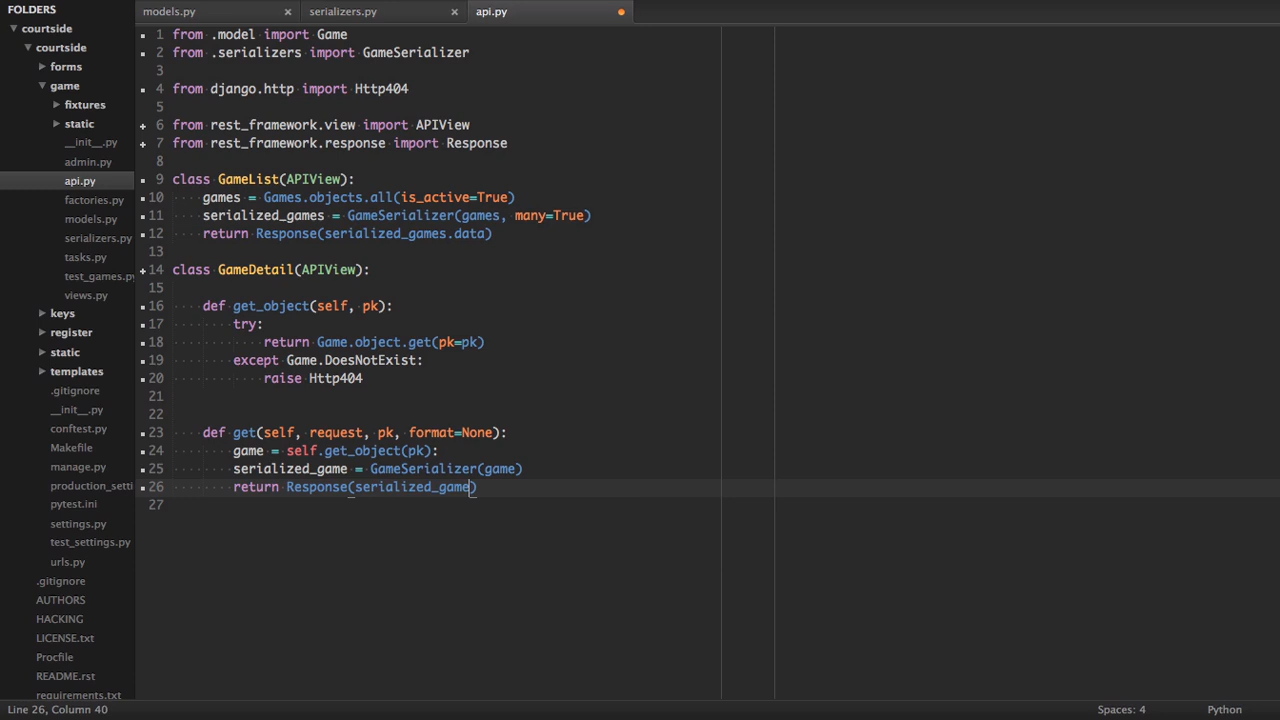 FOLDERS
courtside
courtside
forms
game
fixtures
static
__init__.py
admin.py
api.py
factories.py
models.py
serializers.py
tasks.py
test_games.py
views.py
keys
register
static
templates
.gitignore
__init__.py
conftest.py
Makefile
manage.py
production_setti
pytest.ini
settings.py
test_settings.py
urls.py
.gitignore
AUTHORS
HACKING
LICENSE.txt
Procfile
README.rst
requirements.txt
models.py × serializers.py × api.py
1 from .model import Game
2 from .serializers import GameSerializer
3
4 from django.http import Http404
5
6 from rest_framework.view import APIView
7 from rest_framework.response import Response
8
9 class GameList(APIView):
10 games = Games.objects.all(is_active=True)
11 serialized_games = GameSerializer(games, many=True)
12 return Response(serialized_games.data)
13
14 class GameDetail(APIView):
15
16 def get_object(self, pk):
17 try:
18 return Game.object.get(pk=pk)
19 except Game.DoesNotExist:
20 raise Http404
21
22
23 def get(self, request, pk, format=None):
24 game = self.get_object(pk):
25 serialized_game = GameSerializer(game)
26 return Response(serialized_game)
27
Line 26, Column 40 Spaces: 4 Python